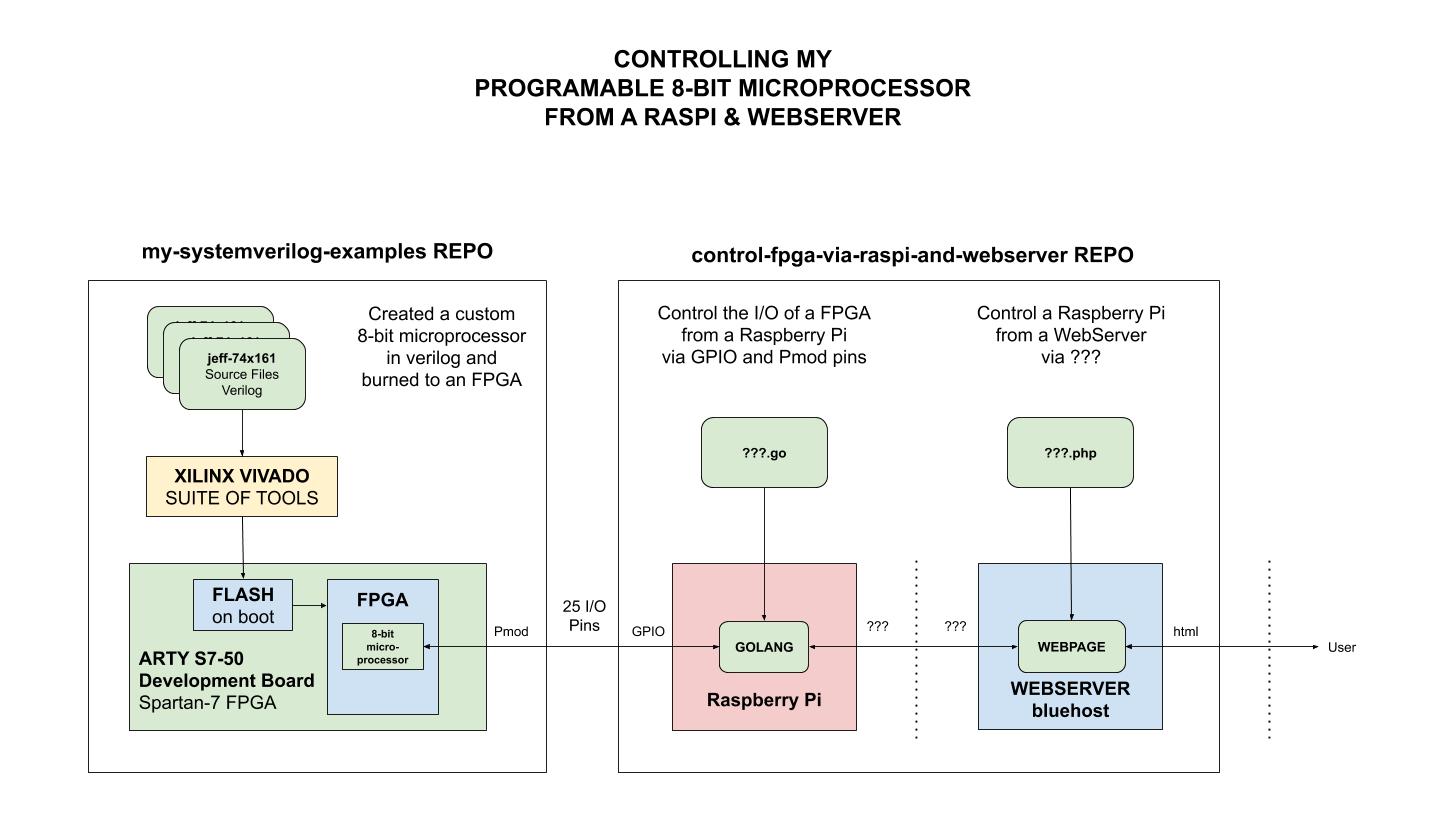 CONTROLLING MY
PROGRAMABLE 8-BIT MICROPROCESSOR
FROM A RASPI & WEBSERVER
my-systemverilog-examples REPO
jeff-74x161
Source Files
Verilog
Created a custom
8-bit microprocessor
in verilog and
burned to an FPGA
XILINX VIVADO
SUITE OF TOOLS
FLASH
on boot
FPGA
8-bit
micro-
processor
ARTY S7-50
Development Board
Spartan-7 FPGA
Pmod
25 I/O
Pins
control-fpga-via-raspi-and-webserver REPO
Control the I/O of a FPGA
from a Raspberry Pi
via GPIO and Pmod pins
Control a Raspberry Pi
from a WebServer
via ???
???.go
???.php
GPIO
GOLANG
Raspberry Pi
???
???
WEBPAGE
WEBSERVER
bluehost
html
User